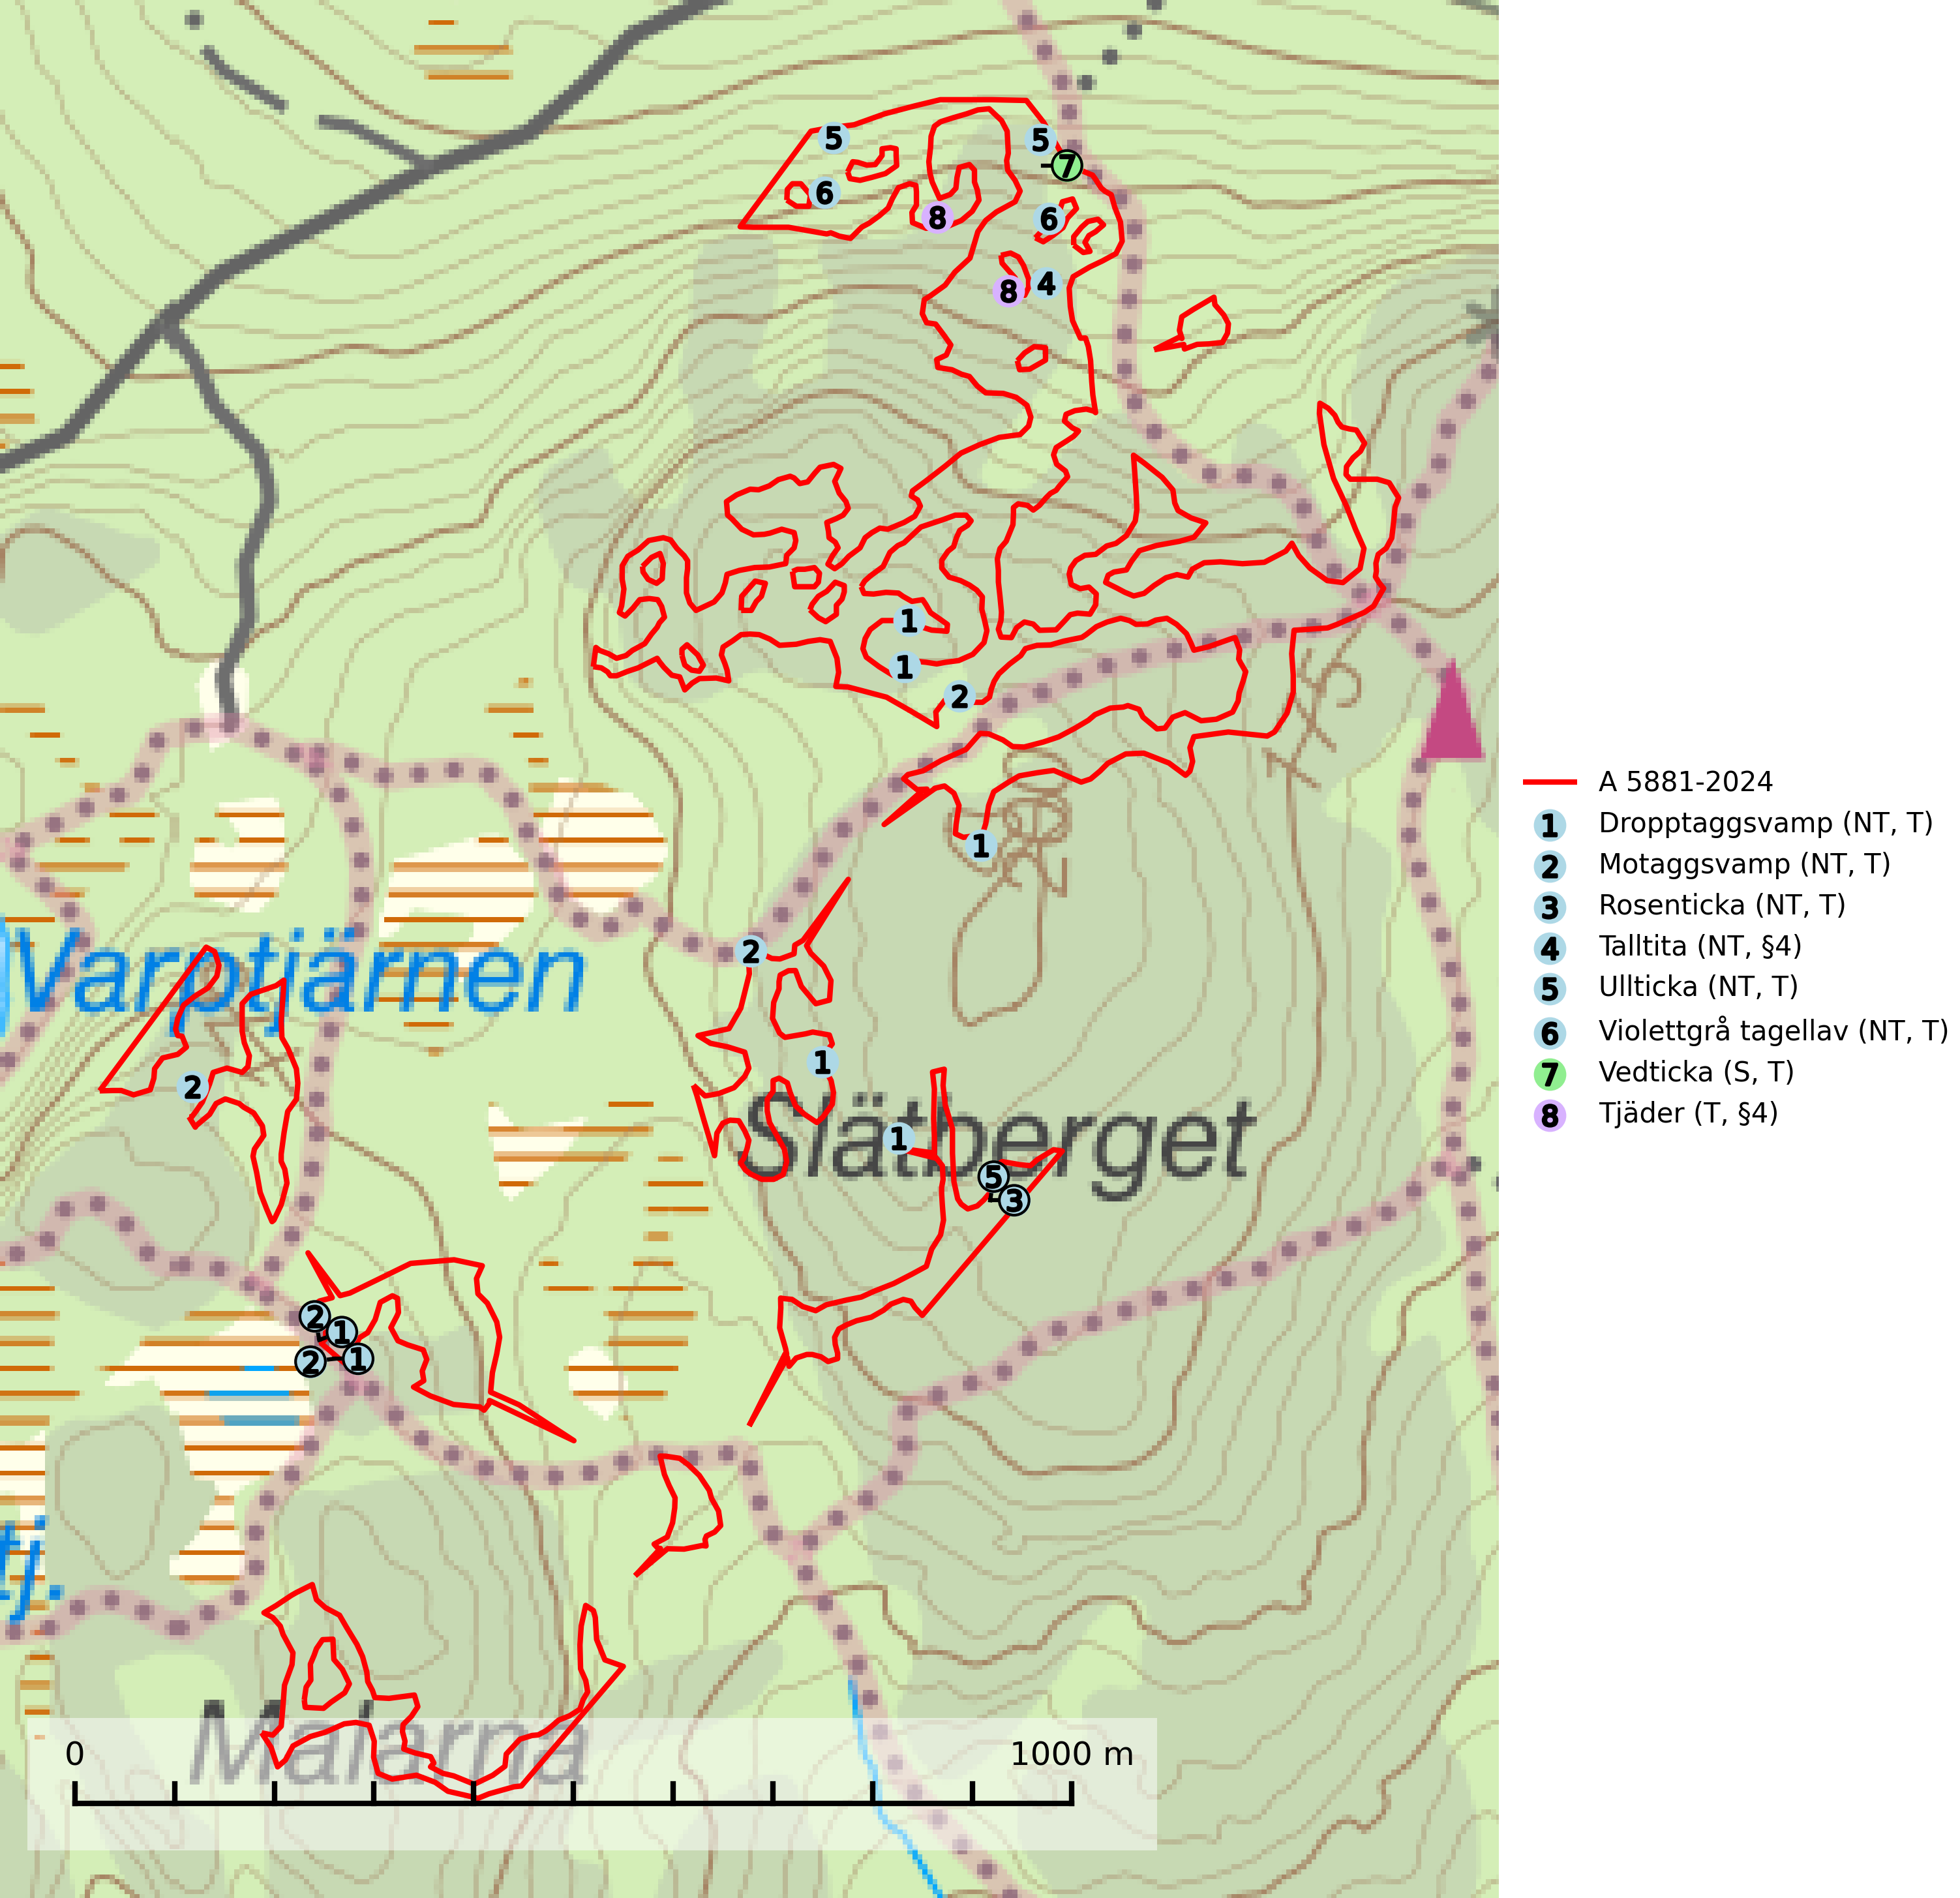 5
5
7
6
6
8
4
8
1
1
2
1
2
Varptjärnen
1
2
Slätberget
1
5
3
2
1
2
1
tj.
Malarna
0 1000 m
A 5881-2024
1 Dropptaggsvamp (NT, T)
2 Motaggsvamp (NT, T)
3 Rosenticka (NT, T)
4 Talltita (NT, §4)
5 Ullticka (NT, T)
6 Violettgrå tagellav (NT, T)
7 Vedticka (S, T)
8 Tjäder (T, §4)